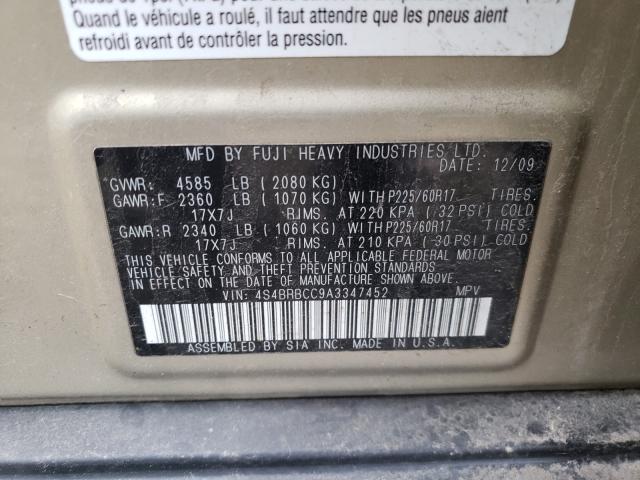 Quand le véhicule a roulé, il faut attendre que les pneus aient
refroidi avant de contrôler la pression.
MFD BY FUJI HEAVY INDUSTRIES LTD.
DATE: 12/09
GVWR: 4585 LB (2080 KG)
GAWR:F 2360 LB (1070 KG) WITH P225/60R17 TIRES.
17X7J RIMS. AT 220 KPA (32 PSI) COLD
GAWR:R 2340 LB (1060 KG) WITH P225/60R17 TIRES.
17X7J RIMS. AT 210 KPA (30 PSI) COLD
THIS VEHICLE CONFORMS TO ALL APPLICABLE FEDERAL MOTOR
VEHICLE SAFETY AND THEFT PREVENTION STANDARDS IN EFFECT
ON THE DATE OF MANUFACTURE SHOWN ABOVE.
VIN: 4S4BRBCC9A3347452 MPV
ASSEMBLED BY SIA INC. MADE IN U.S.A.